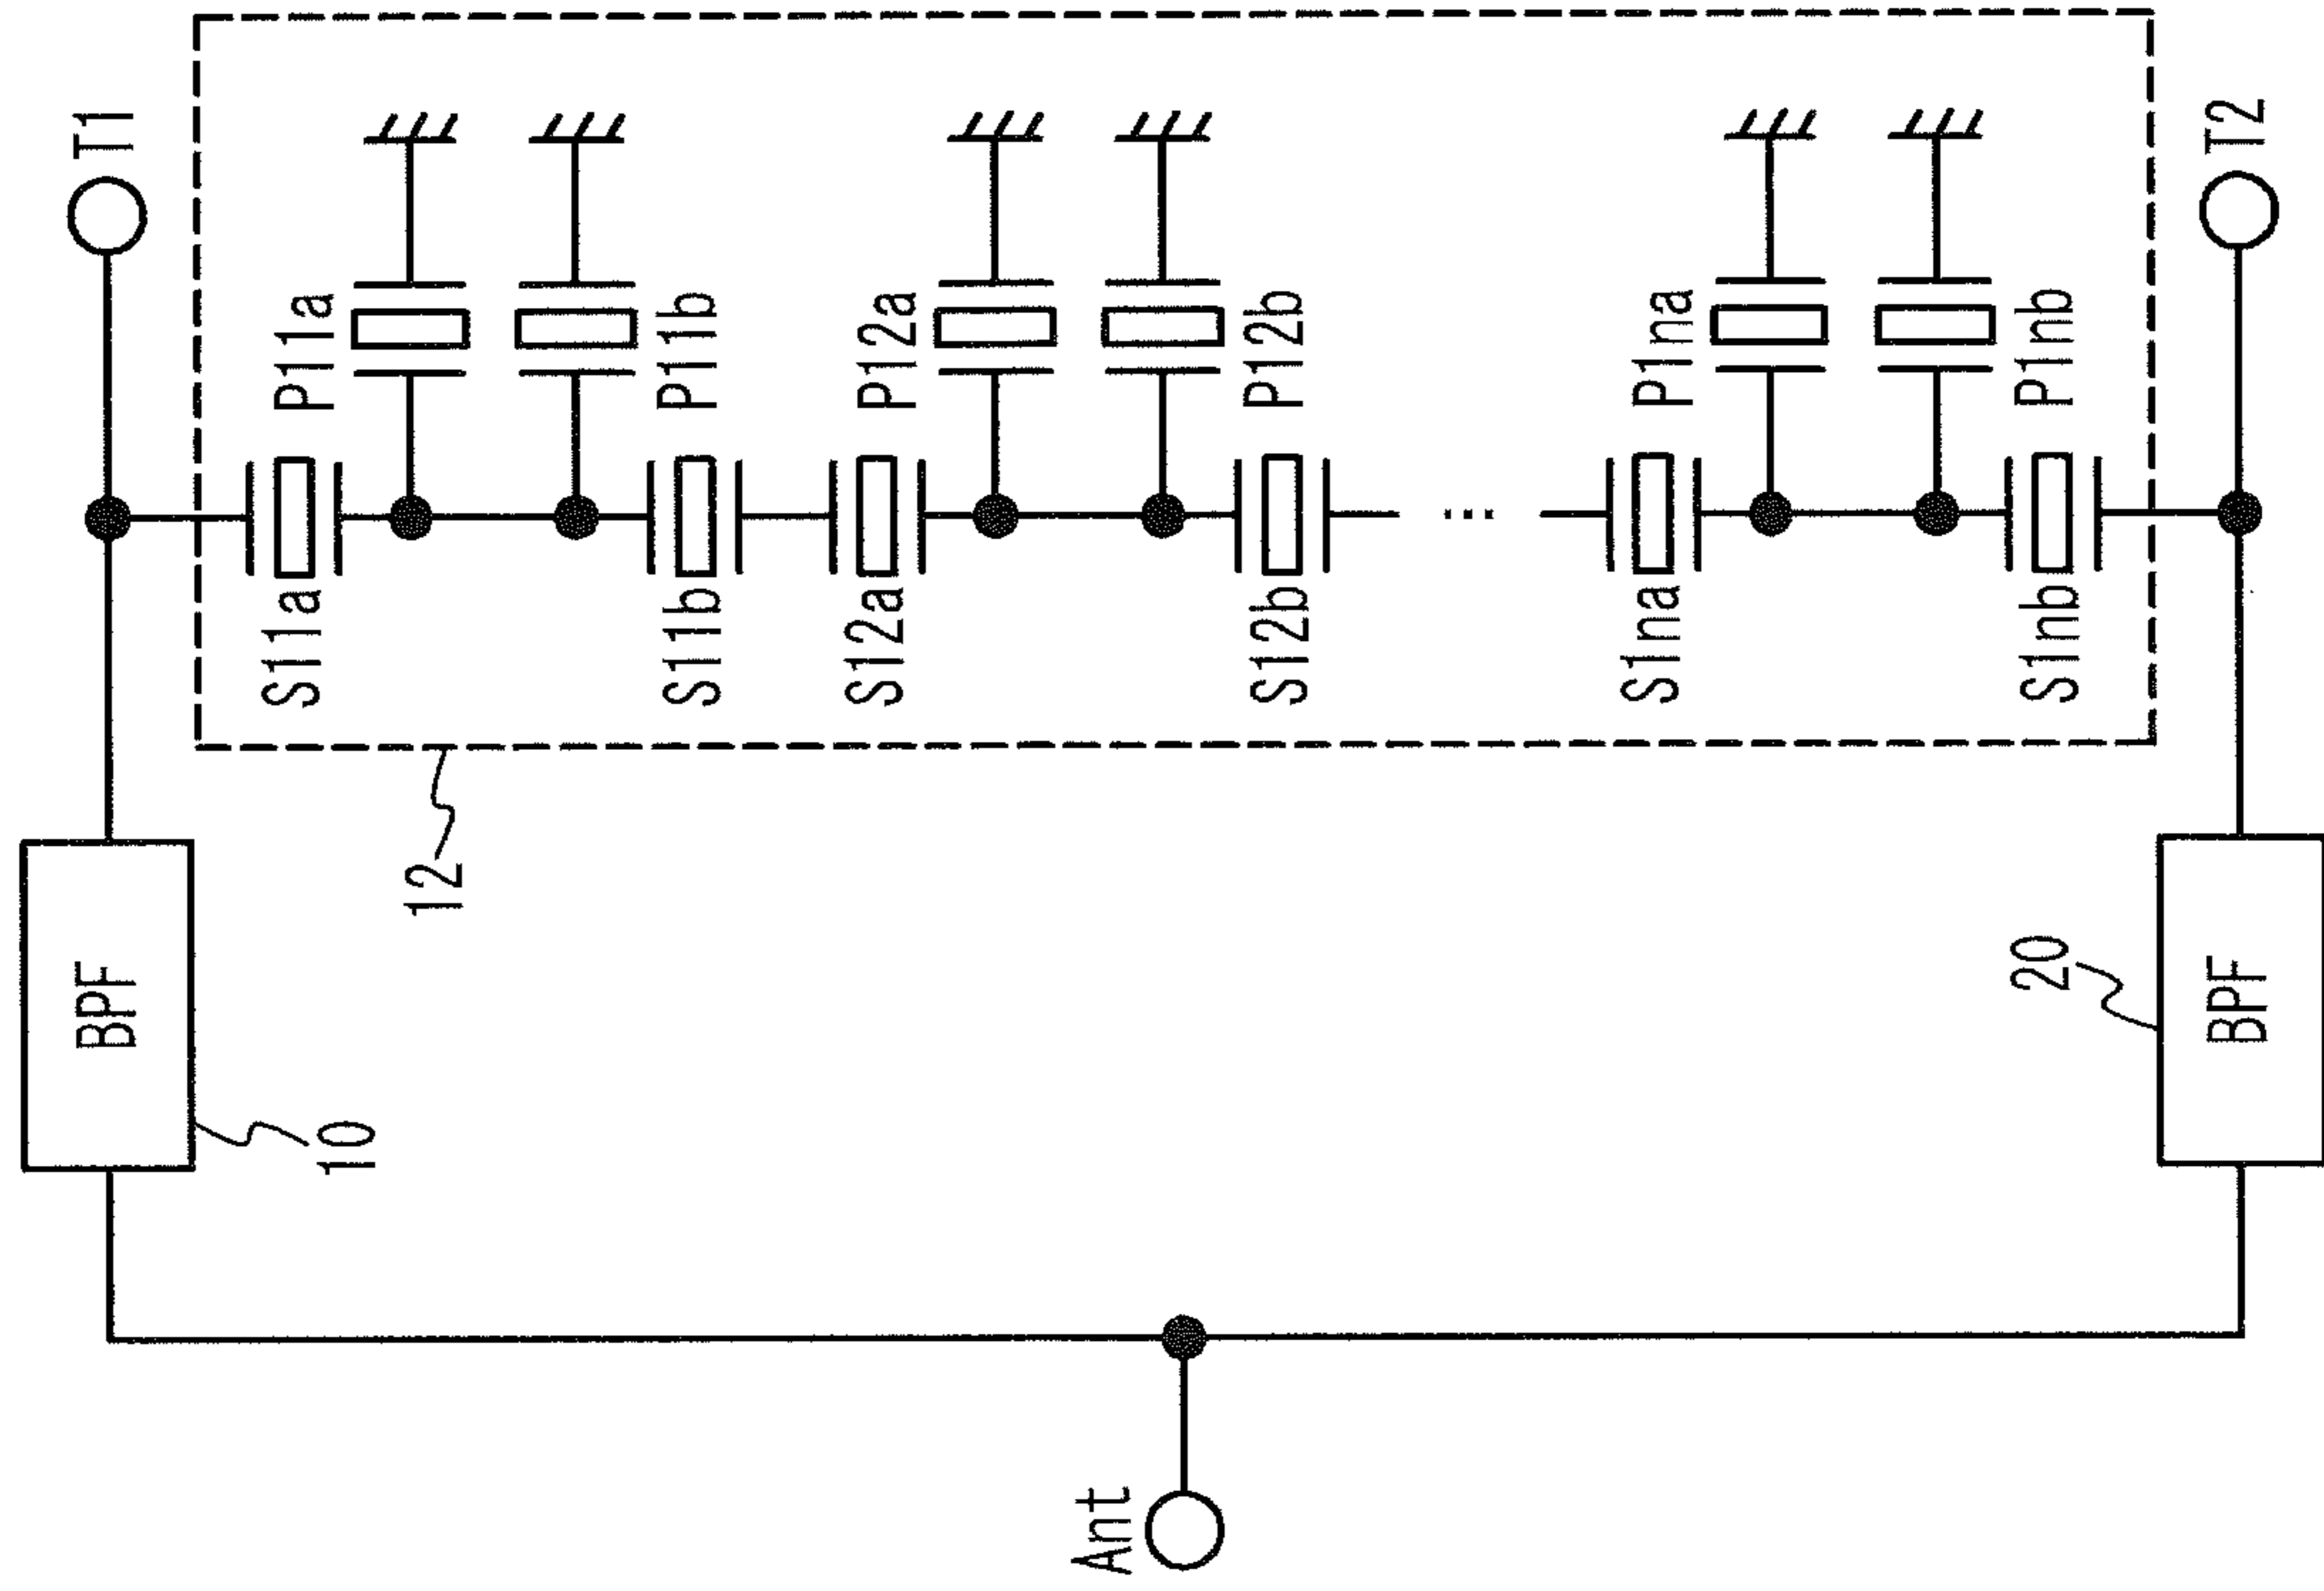 T1
P11a
P11b
P12a
P12b
P1na
P1nb
T2
S11a
S11b
S12a
S12b
...
S1na
S1nb
12
BPF
10
20
BPF
Ant